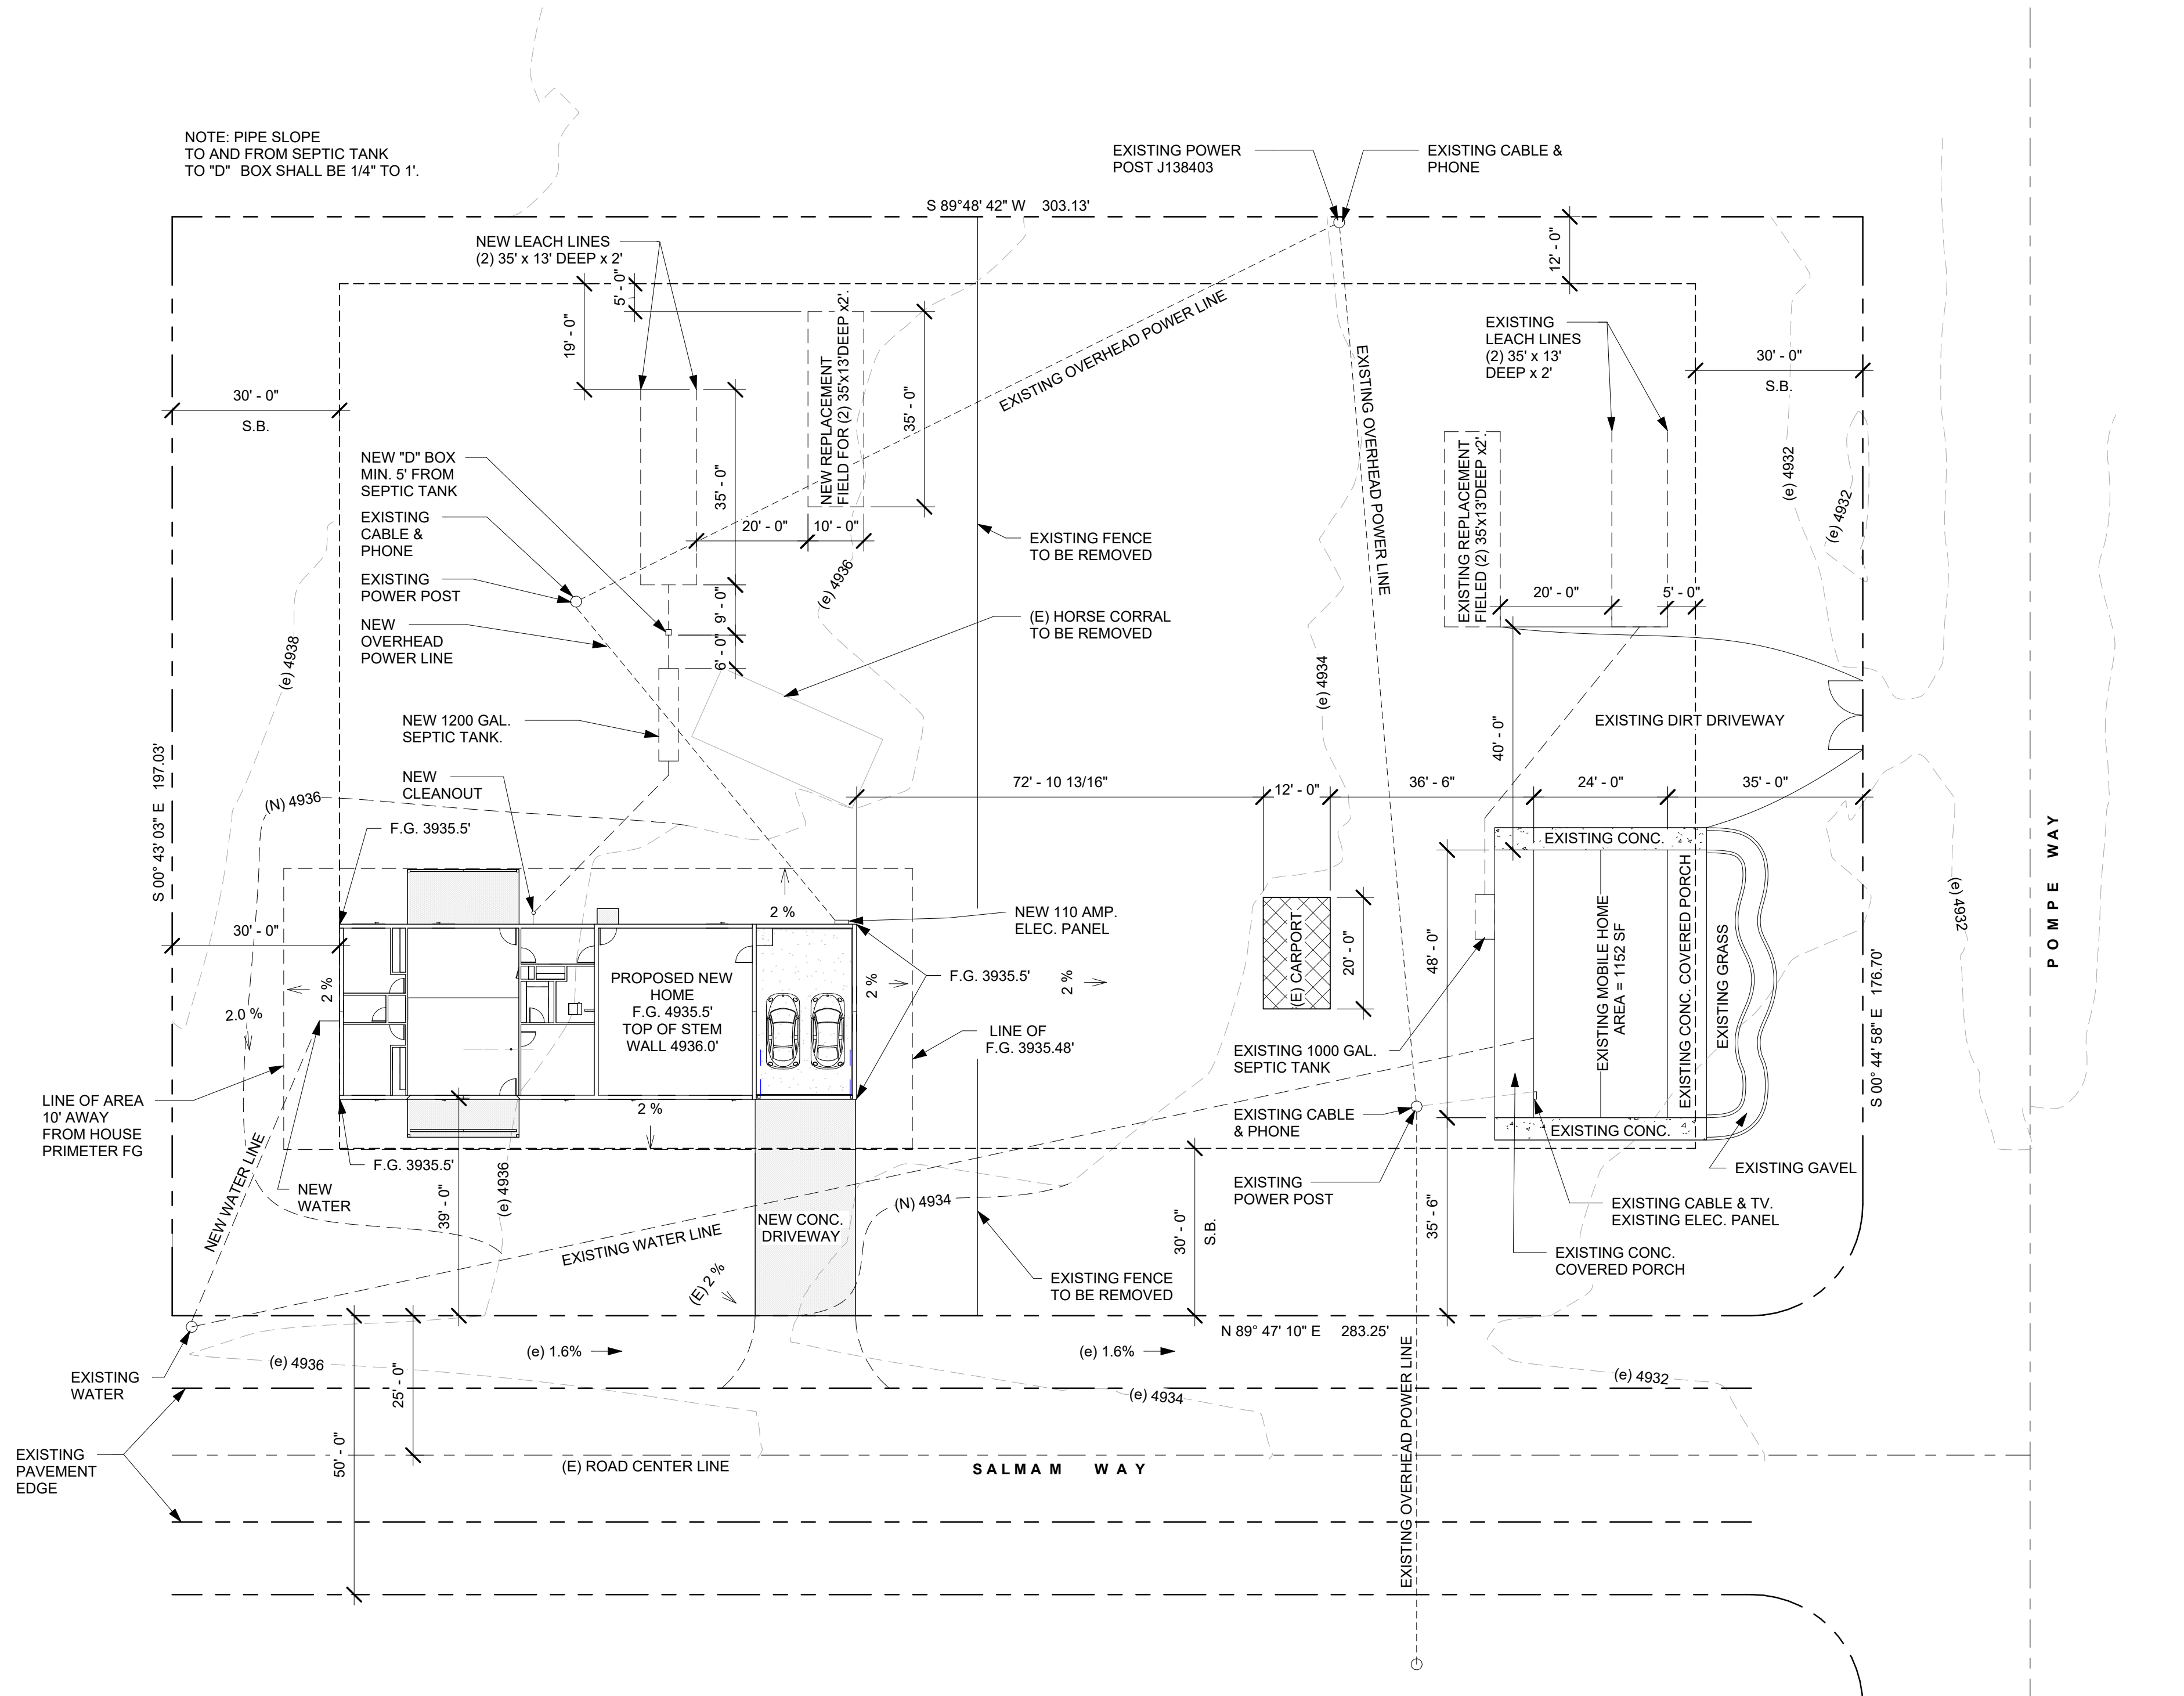 NOTE: PIPE SLOPE
TO AND FROM SEPTIC TANK
TO "D" BOX SHALL BE 1/4" TO 1'.
EXISTING POWER
POST J138403
EXISTING CABLE &
PHONE
S 89°48' 42" W 303.13'
NEW LEACH LINES
(2) 35' x 13' DEEP x 2'
5' - 0"
19' - 0"
12' - 0"
NEW REPLACEMENT
FIELD FOR (2) 35'x13'DEEP x2'.
35' - 0"
EXISTING OVERHEAD POWER LINE
EXISTING OVERHEAD POWER LINE
EXISTING
LEACH LINES
(2) 35' x 13'
DEEP x 2'
30' - 0"
S.B.
30' - 0"
S.B.
NEW "D" BOX
MIN. 5' FROM
SEPTIC TANK
EXISTING
CABLE &
PHONE
EXISTING
POWER POST
NEW
OVERHEAD
POWER LINE
35' - 0"
20' - 0"
10' - 0"
9' - 0"
6' - 0"
(e) 4936
EXISTING FENCE
TO BE REMOVED
(E) HORSE CORRAL
TO BE REMOVED
EXISTING REPLACEMENT
FIELED (2) 35'x13'DEEP x2'.
20' - 0"
5' - 0"
(e) 4932
(e) 4932
(e) 4938
(e) 4934
NEW 1200 GAL.
SEPTIC TANK.
NEW
CLEANOUT
40' - 0"
EXISTING DIRT DRIVEWAY
S 00° 43' 03" E 197.03'
(N) 4936
F.G. 3935.5'
72' - 10 13/16"
12' - 0"
36' - 6"
24' - 0"
35' - 0"
POMPE WAY
(e) 4932
EXISTING CONC.
2 %
NEW 110 AMP.
ELEC. PANEL
30' - 0"
2 %
2.0 %
PROPOSED NEW
HOME
F.G. 4935.5'
TOP OF STEM
WALL 4936.0'
2 %
F.G. 3935.5'
2 %
(E) CARPORT
20' - 0"
48' - 0"
EXISTING MOBILE HOME
AREA = 1152 SF
EXISTING CONC. COVERED PORCH
EXISTING GRASS
S 00° 44' 58" E 176.70'
LINE OF
F.G. 3935.48'
EXISTING 1000 GAL.
SEPTIC TANK
LINE OF AREA
10' AWAY
FROM HOUSE
PRIMETER FG
2 %
EXISTING CABLE
& PHONE
EXISTING CONC.
F.G. 3935.5'
NEW
WATER
NEW WATER LINE
39' - 0"
(e) 4936
EXISTING WATER LINE
NEW CONC.
DRIVEWAY
(N) 4934
30' - 0"
S.B.
EXISTING
POWER POST
35' - 6"
EXISTING GAVEL
EXISTING CABLE & TV.
EXISTING ELEC. PANEL
EXISTING CONC.
COVERED PORCH
(E) 2 %
EXISTING FENCE
TO BE REMOVED
N 89° 47' 10" E 283.25'
EXISTING
WATER
(e) 4936
(e) 1.6%
(e) 1.6%
(e) 4934
(e) 4932
25' - 0"
50' - 0"
EXISTING
PAVEMENT
EDGE
(E) ROAD CENTER LINE
SALMAM WAY
EXISTING OVERHEAD POWER LINE